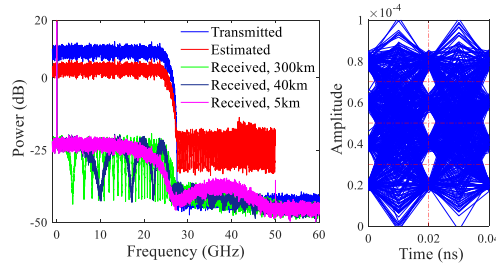 Transmitted
Estimated
Received, 300km
Received, 40km
Received, 5km
20
0
-25
-50
Power (dB)
0 10 20 30 40 50 60
Frequency (GHz)
1 ×10⁻⁴
0.8
0.6
0.4
0.2
0
Amplitude
0 0.02 0.04
Time (ns)